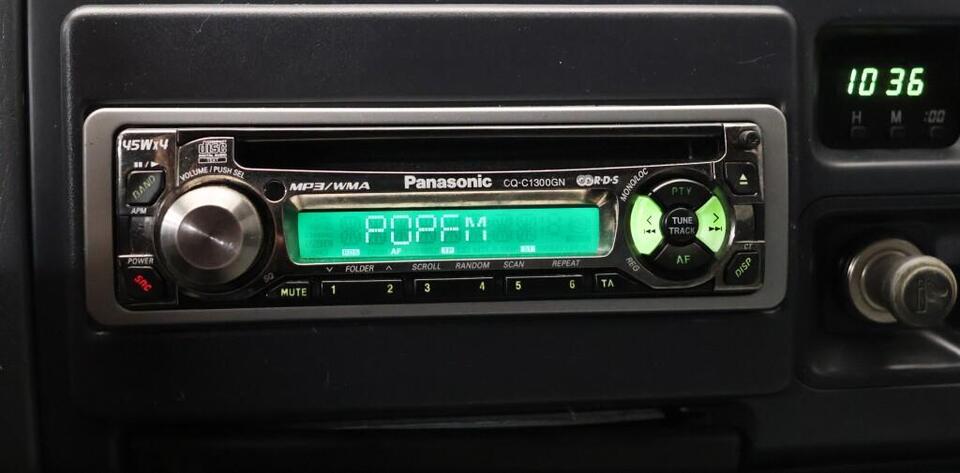 10 36
H M :00
45Wx4
disc
VOLUME / PUSH SEL
BAND
APM
MP3/WMA
Panasonic
CQ-C1300GN
R·D·S
MONO/LOC
PTY
TUNE
TRACK
AF
REG
CT
DISP
POPFM
AF
POWER
SRC
SQ
MUTE
FOLDER SCROLL RANDOM SCAN REPEAT
1 2 3 4 5 6
TA